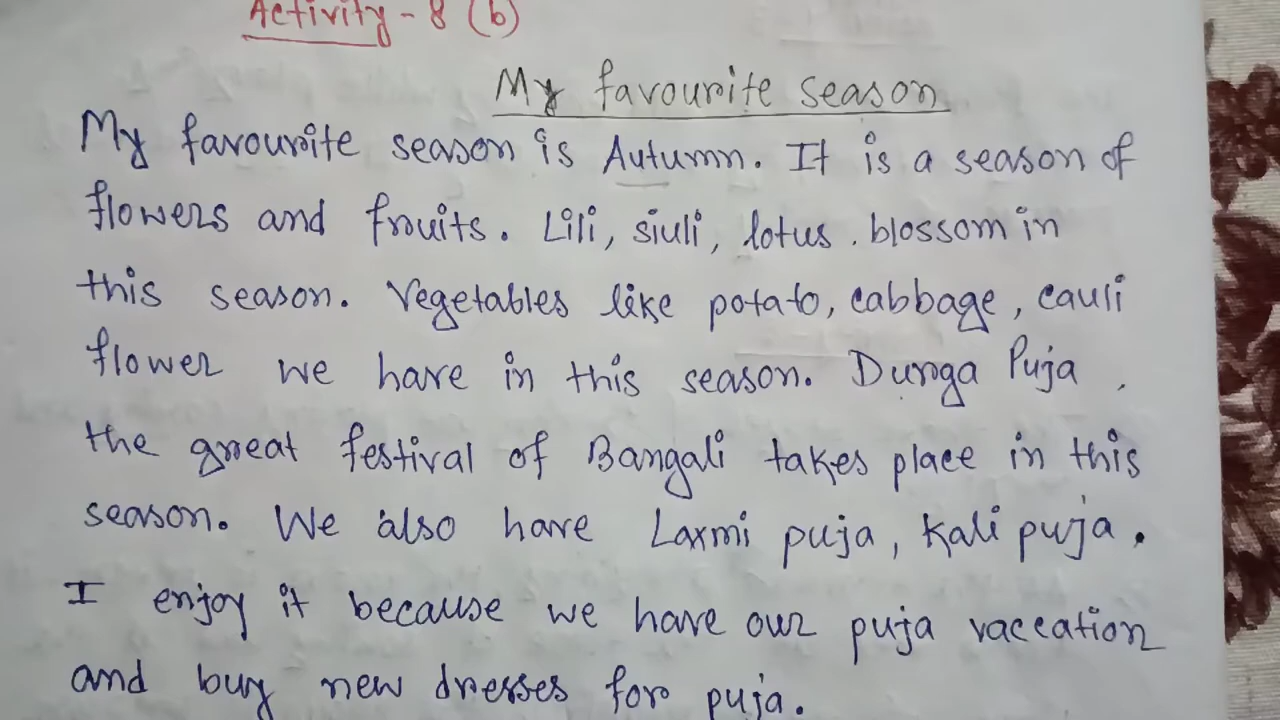 Activity - 8 (b)
My favourite season
My favourite season is Autumn. It is a season of
flowers and fruits. Lili, siuli, lotus . blossom in
this season. Vegetables like potato, cabbage, cauli
flower we have in this season. Durga Puja ,
the great festival of Bangali takes place in this
season. We also have Laxmi puja, Kali puja.
I enjoy it because we have our puja vaccation
and buy new dresses for puja.